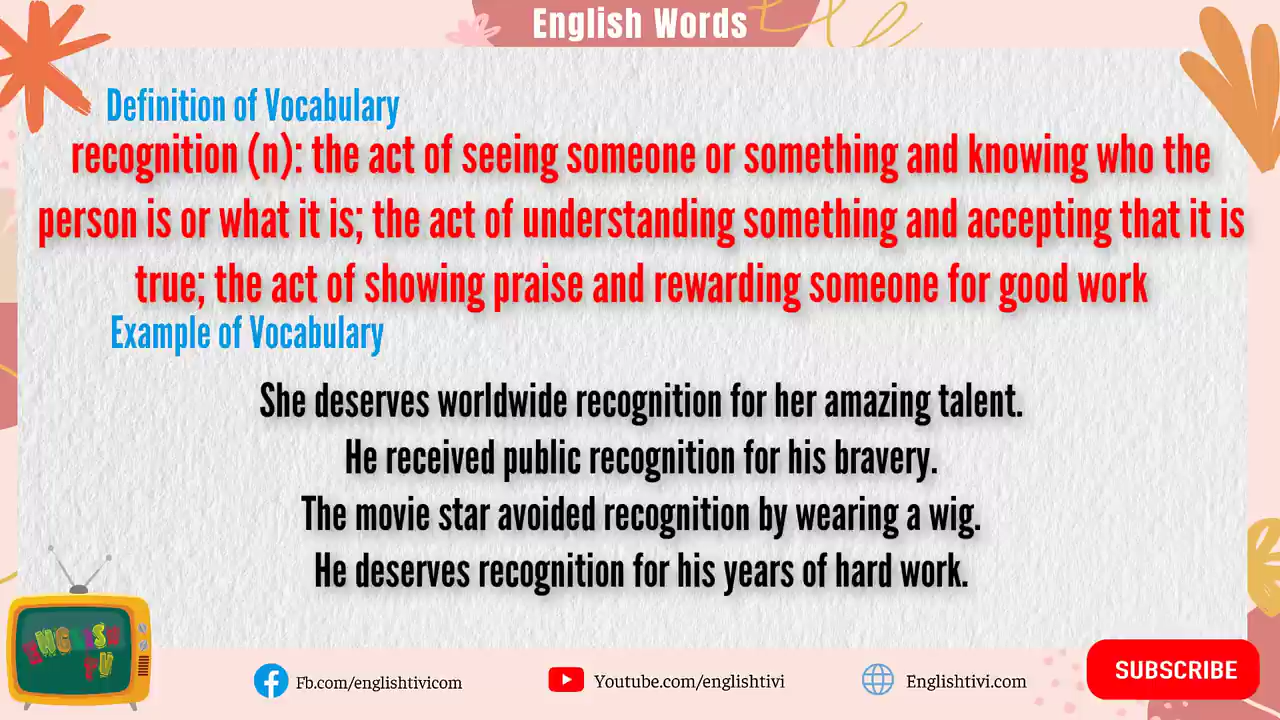 English Words
Definition of Vocabulary
recognition (n): the act of seeing someone or something and knowing who the
person is or what it is; the act of understanding something and accepting that it is
true; the act of showing praise and rewarding someone for good work
Example of Vocabulary
She deserves worldwide recognition for her amazing talent.
He received public recognition for his bravery.
The movie star avoided recognition by wearing a wig.
He deserves recognition for his years of hard work.
ENGLISH
TV
Fb.com/englishtivicom
Youtube.com/englishtivi
Englishtivi.com
SUBSCRIBE